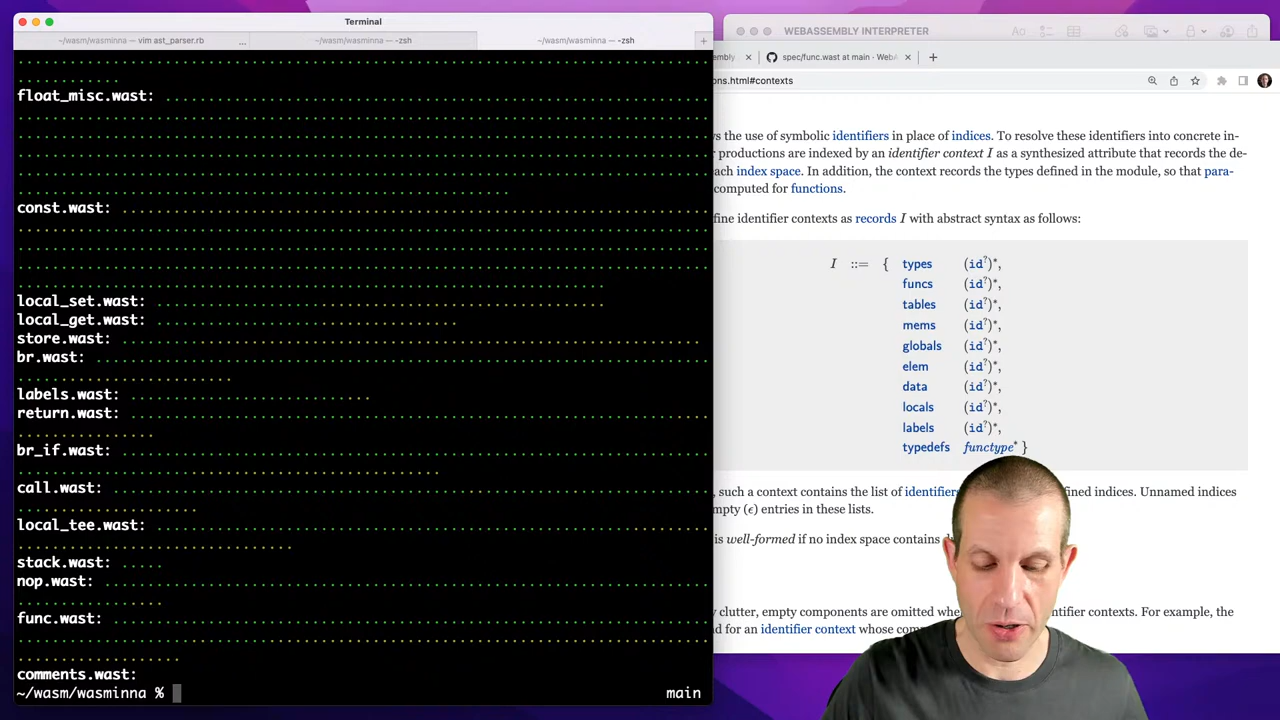 Terminal
~/wasm/wasminna — vim ast_parser.rb ...
~/wasm/wasminna — -zsh
~/wasm/wasminna — -zsh
+
float_misc.wast:
const.wast:
local_set.wast:
local_get.wast:
store.wast:
br.wast:
labels.wast:
return.wast:
br_if.wast:
call.wast:
local_tee.wast:
stack.wast:
nop.wast:
func.wast:
comments.wast:
~/wasm/wasminna % main
WEBASSEMBLY INTERPRETER
Aa
embly × spec/func.wast at main · Web × +
ons.html#contexts
s the use of symbolic identifiers in place of indices. To resolve these identifiers into concrete in-
productions are indexed by an identifier context I as a synthesized attribute that records the de-
ach index space. In addition, the context records the types defined in the module, so that para-
computed for functions.
fine identifier contexts as records I with abstract syntax as follows:
I ::= { types (id?)*,
funcs (id?)*,
tables (id?)*,
mems (id?)*,
globals (id?)*,
elem (id?)*,
data (id?)*,
locals (id?)*,
labels (id?)*,
typedefs functype* }
, such a context contains the list of identifiers fined indices. Unnamed indices
mpty (ϵ) entries in these lists.
is well-formed if no index space contains
y clutter, empty components are omitted whe ntifier contexts. For example, the
d for an identifier context whose com